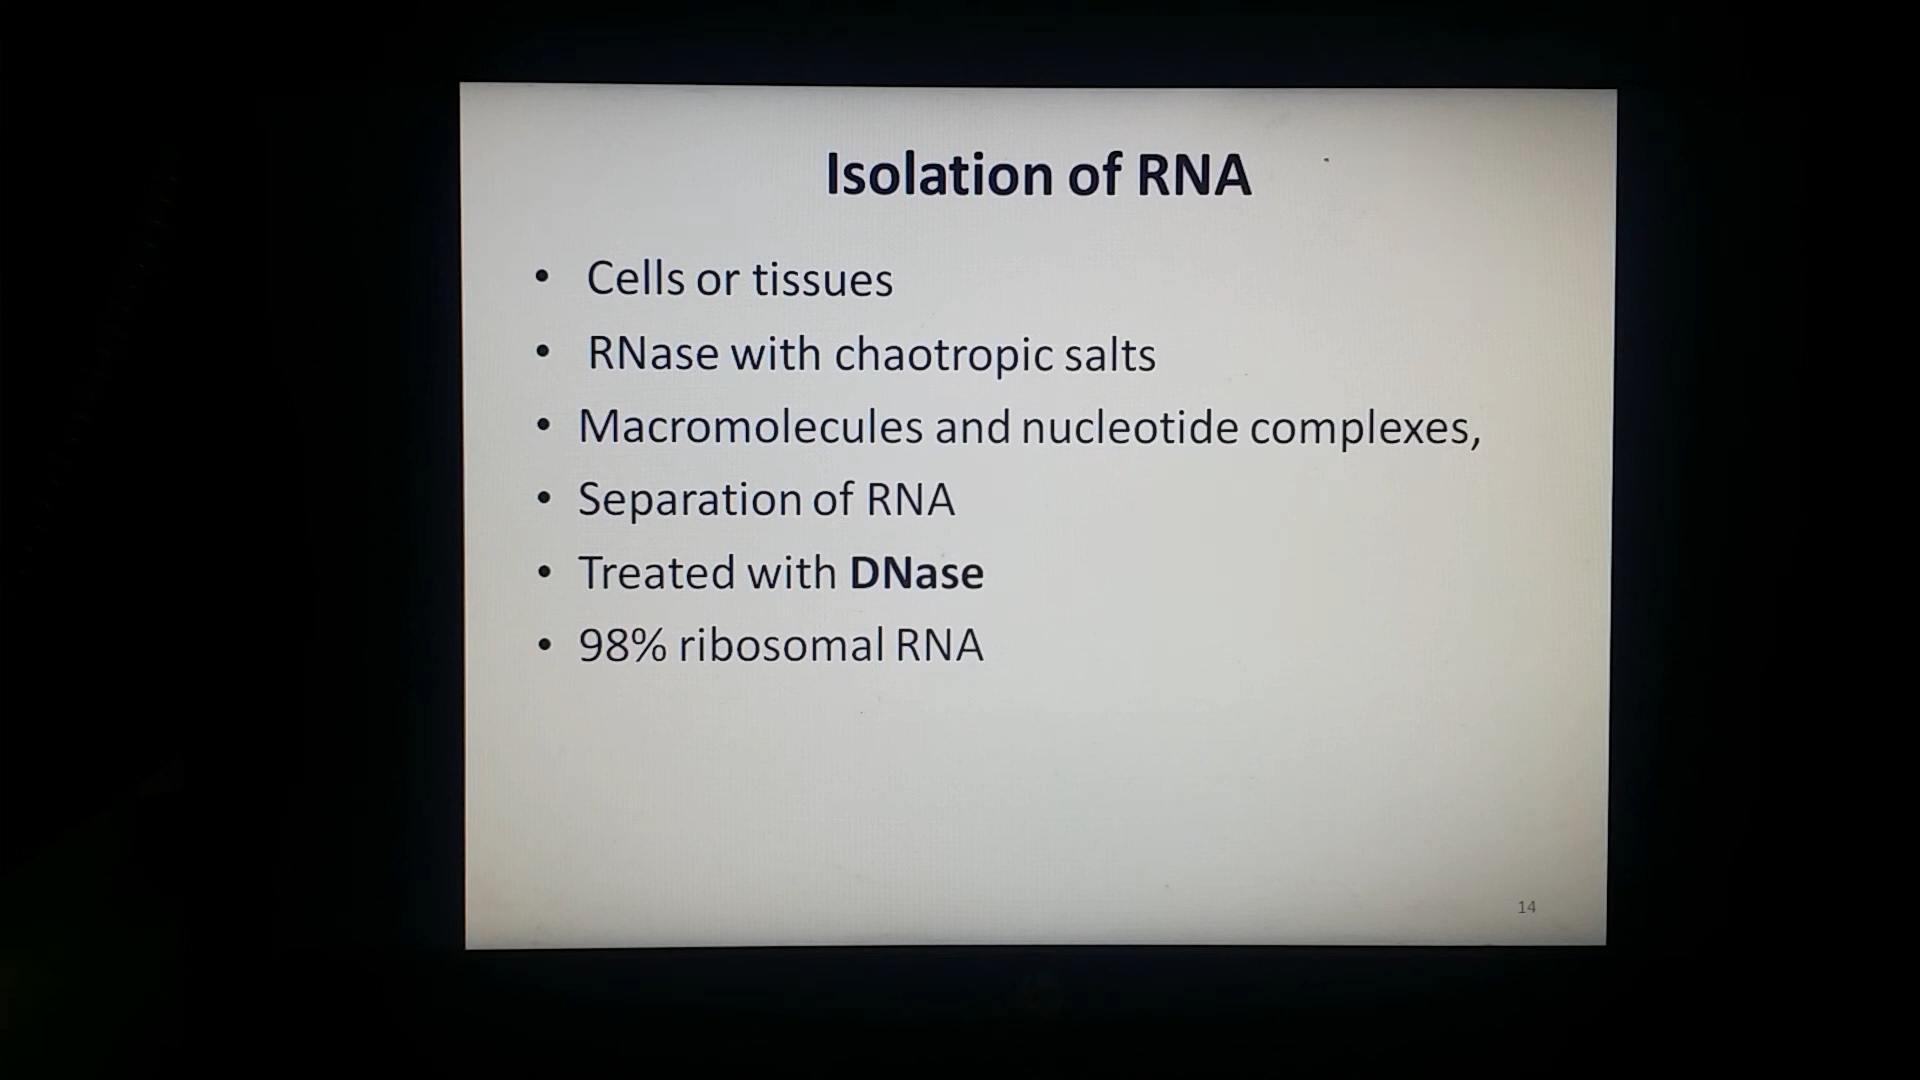 Isolation of RNA
• Cells or tissues
• RNase with chaotropic salts
• Macromolecules and nucleotide complexes,
• Separation of RNA
• Treated with DNase
• 98% ribosomal RNA
14